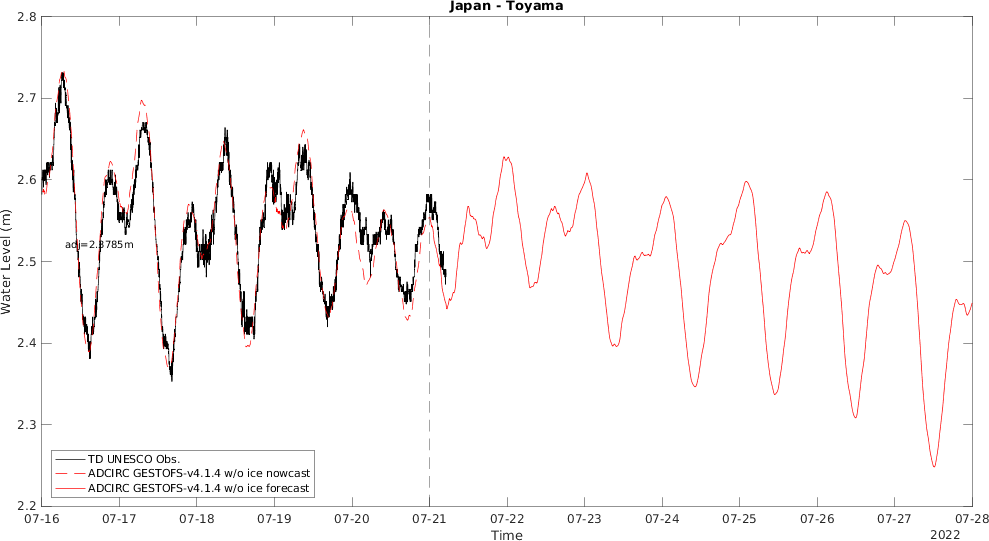 Japan - Toyama
2.8
2.7
2.6
2.5
2.4
2.3
2.2
Water Level (m)
adj=2.3785m
TD UNESCO Obs.
ADCIRC GESTOFS-v4.1.4 w/o ice nowcast
ADCIRC GESTOFS-v4.1.4 w/o ice forecast
07-16 07-17 07-18 07-19 07-20 07-21 07-22 07-23 07-24 07-25 07-26 07-27 07-28
Time
2022